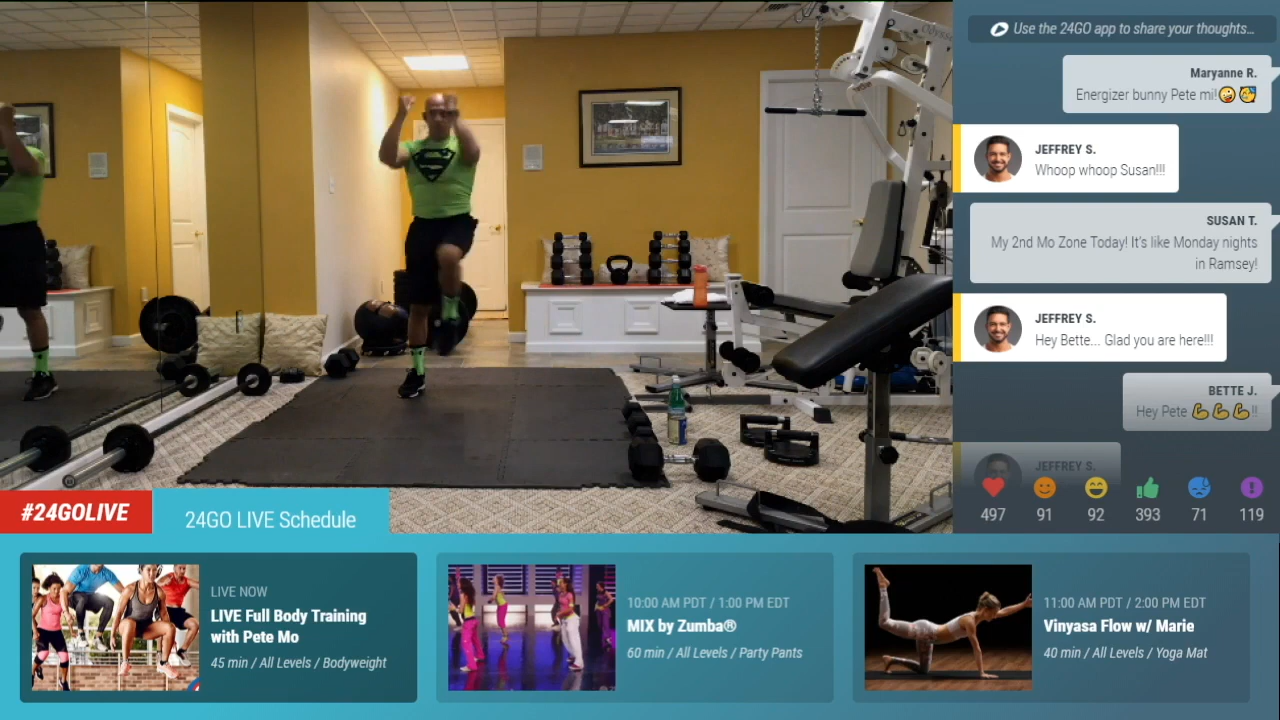 Use the 24GO app to share your thoughts...
Maryanne R.
Energizer bunny Pete mi!🤪🥳
JEFFREY S.
Whoop whoop Susan!!!
SUSAN T.
My 2nd Mo Zone Today! It's like Monday nights
in Ramsey!
JEFFREY S.
Hey Bette... Glad you are here!!!
BETTE J.
Hey Pete 💪💪💪!!
JEFFREY S.
497 91 92 393 71 119
#24GOLIVE
24GO LIVE Schedule
LIVE NOW
LIVE Full Body Training
with Pete Mo
45 min / All Levels / Bodyweight
10:00 AM PDT / 1:00 PM EDT
MIX by Zumba®
60 min / All Levels / Party Pants
11:00 AM PDT / 2:00 PM EDT
Vinyasa Flow w/ Marie
40 min / All Levels / Yoga Mat